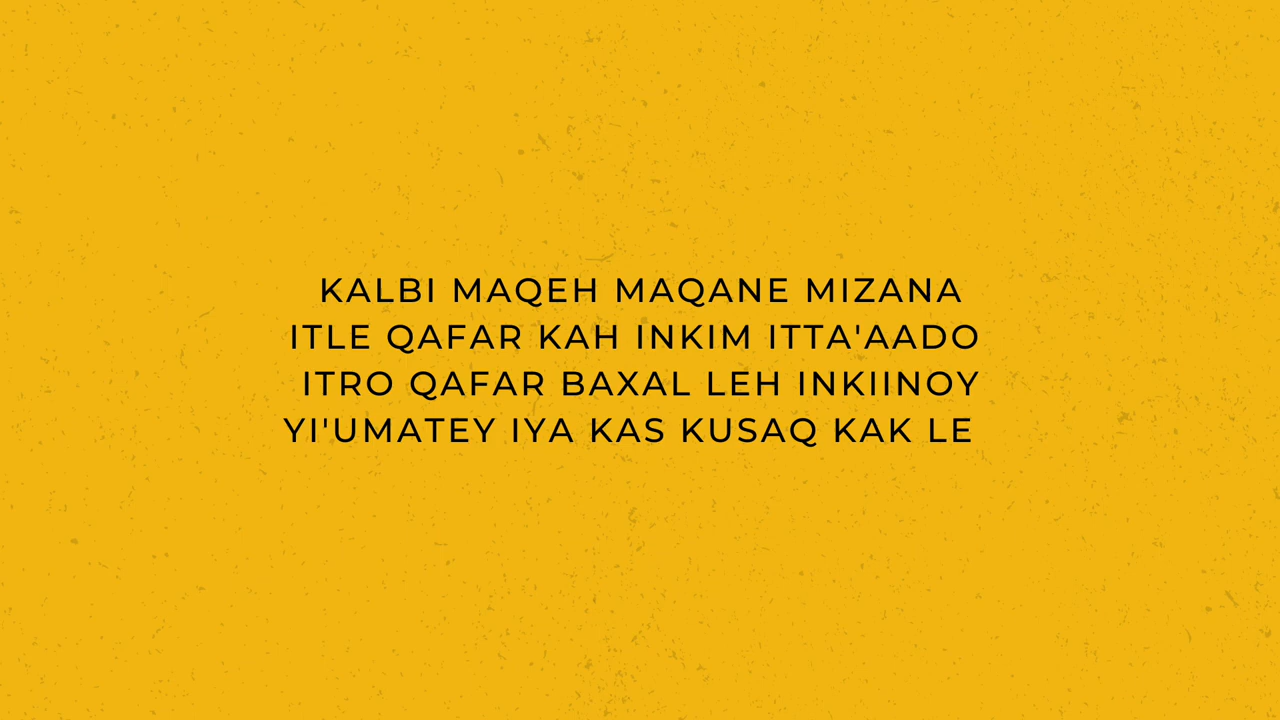 KALBI MAQEH MAQANE MIZANA
ITLE QAFAR KAH INKIM ITTA'AADO
ITRO QAFAR BAXAL LEH INKIINOY
YI'UMATEY IYA KAS KUSAQ KAK LE